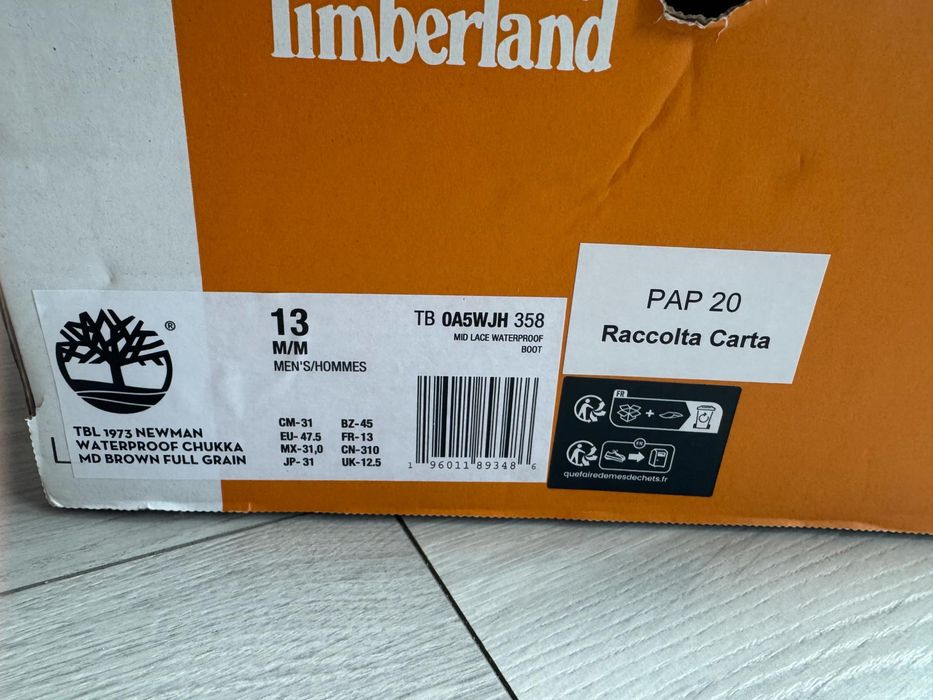 Timberland
PAP 20
Raccolta Carta
®
13
M/M
MEN'S/HOMMES
TB 0A5WJH 358
MID LACE WATERPROOF
BOOT
TBL 1973 NEWMAN
WATERPROOF CHUKKA
MD BROWN FULL GRAIN
CM-31 BZ-45
EU-47.5 FR-13
MX-31,0 CN-310
JP-31 UK-12.5
1 96011 89348 6
FR
+
FR
quefairedemesdechets.fr
L